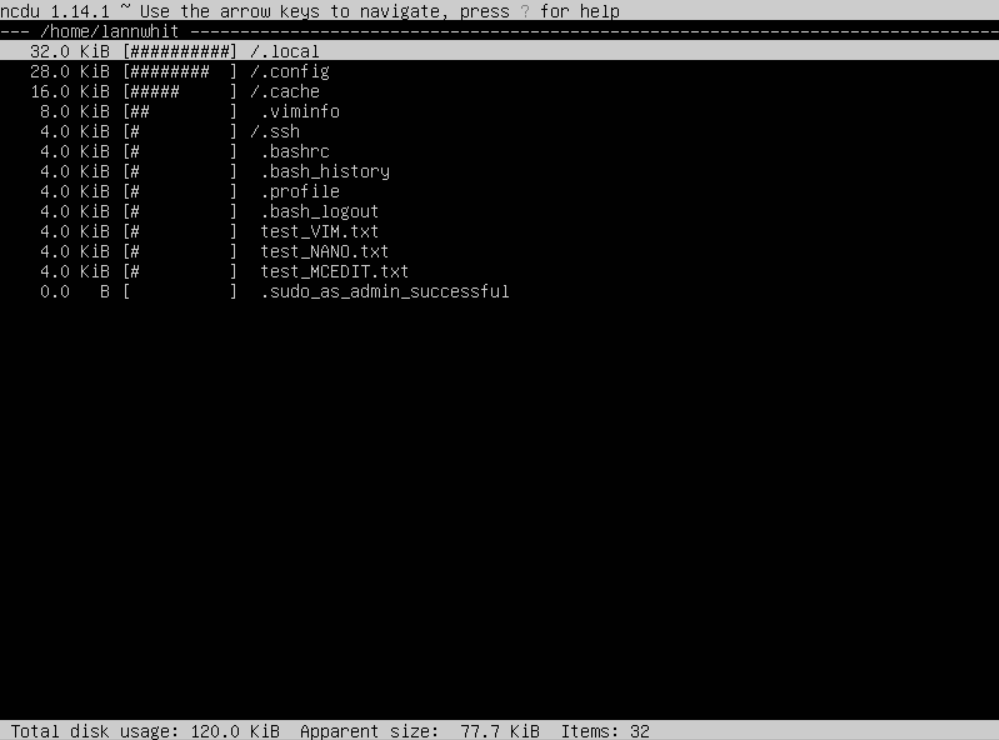 ncdu 1.14.1 ~ Use the arrow keys to navigate, press ? for help
--- /home/lannwhit ---------------------------------------------------------------------------------
   32.0 KiB [##########] /.local
   28.0 KiB [########  ] /.config
   16.0 KiB [#####     ] /.cache
    8.0 KiB [##        ]  .viminfo
    4.0 KiB [#         ] /.ssh
    4.0 KiB [#         ]  .bashrc
    4.0 KiB [#         ]  .bash_history
    4.0 KiB [#         ]  .profile
    4.0 KiB [#         ]  .bash_logout
    4.0 KiB [#         ]  test_VIM.txt
    4.0 KiB [#         ]  test_NANO.txt
    4.0 KiB [#         ]  test_MCEDIT.txt
    0.0   B [          ]  .sudo_as_admin_successful
 Total disk usage: 120.0 KiB  Apparent size:  77.7 KiB  Items: 32